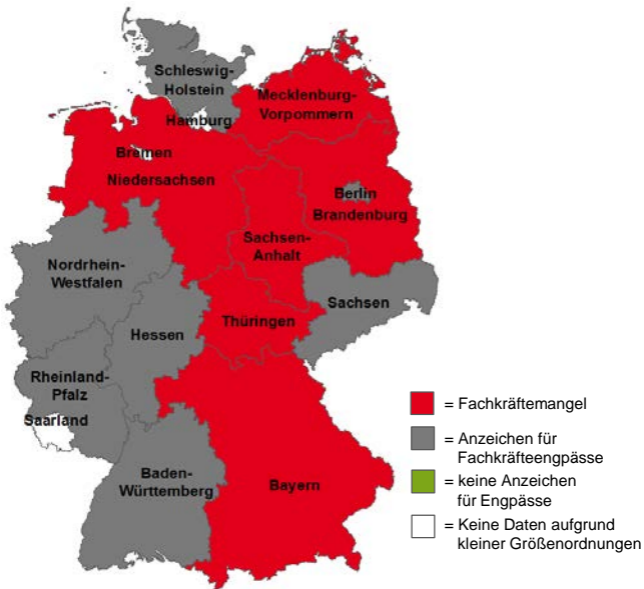 Schleswig-
Holstein
Mecklenburg-
Vorpommern
Hamburg
Bremen
Niedersachsen
Berlin
Brandenburg
Sachsen-
Anhalt
Nordrhein-
Westfalen
Sachsen
Thüringen
Hessen
Rheinland-
Pfalz
Saarland
Baden-
Württemberg
Bayern
= Fachkräftemangel
= Anzeichen für
Fachkräfteengpässe
= keine Anzeichen
für Engpässe
= Keine Daten aufgrund
kleiner Größenordnungen